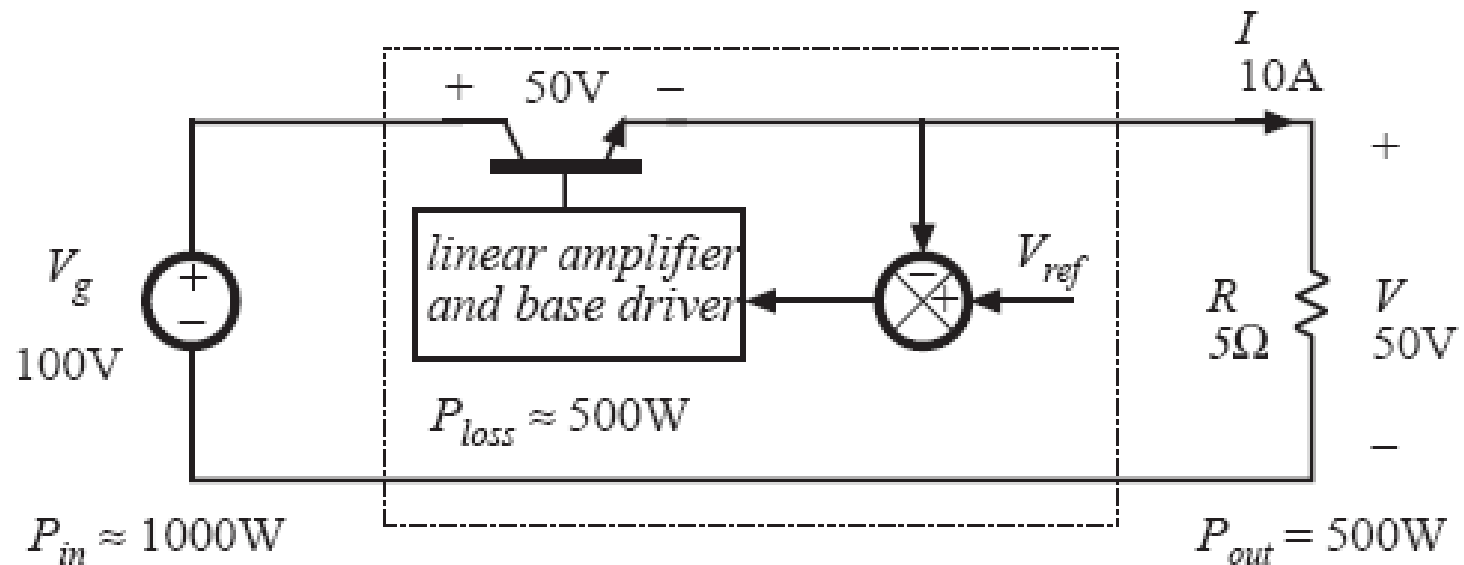 I
10A
+ 50V −
+
linear amplifier
and base driver
V_ref
−
+
V_g
+
−
100V
R
5Ω
V
50V
P_loss ≈ 500W
−
P_in ≈ 1000W
P_out = 500W